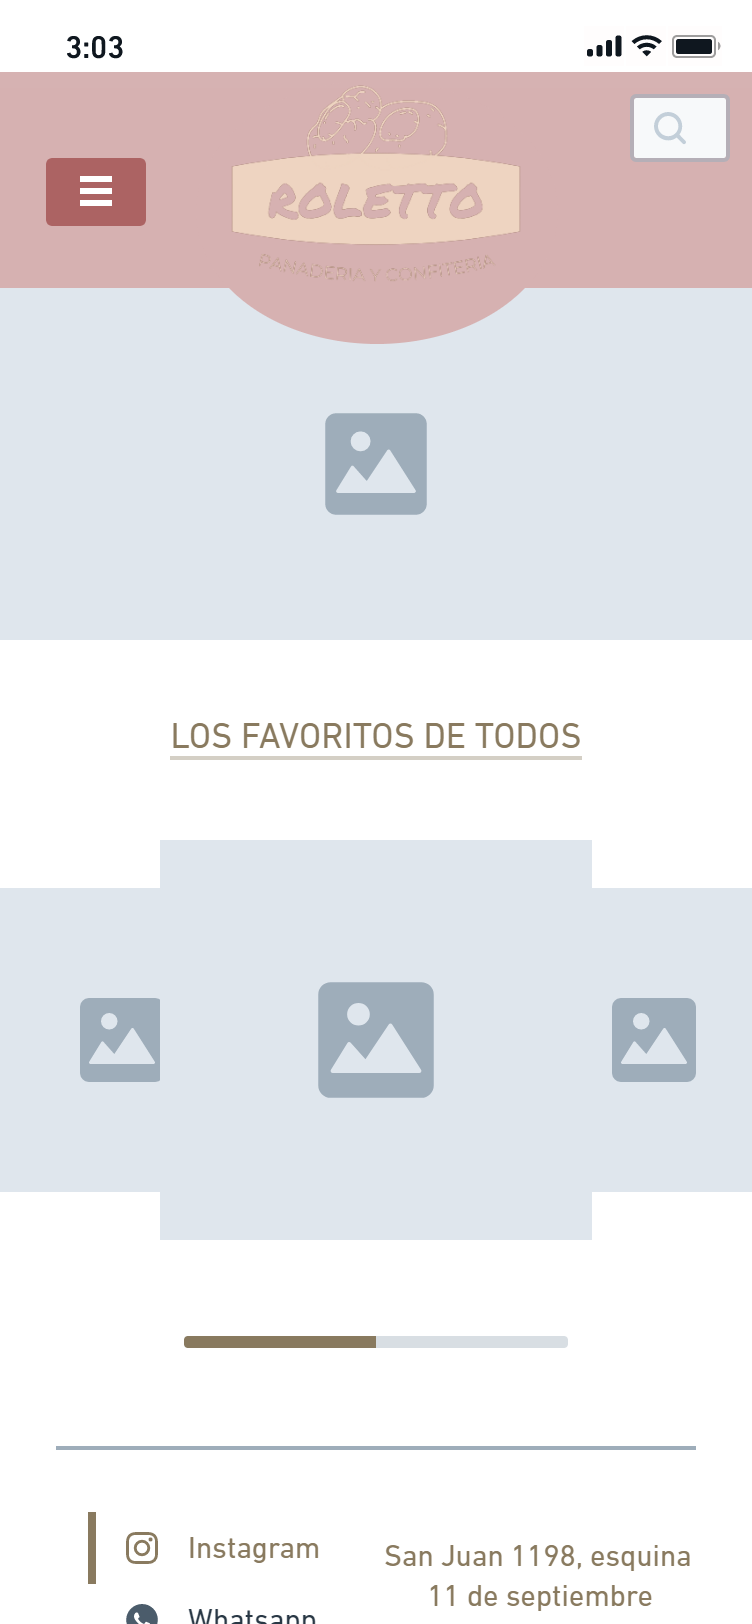 3:03
ROLETTO
PANADERIA Y CONFITERIA
LOS FAVORITOS DE TODOS
Instagram
San Juan 1198, esquina
11 de septiembre
Whatsapp